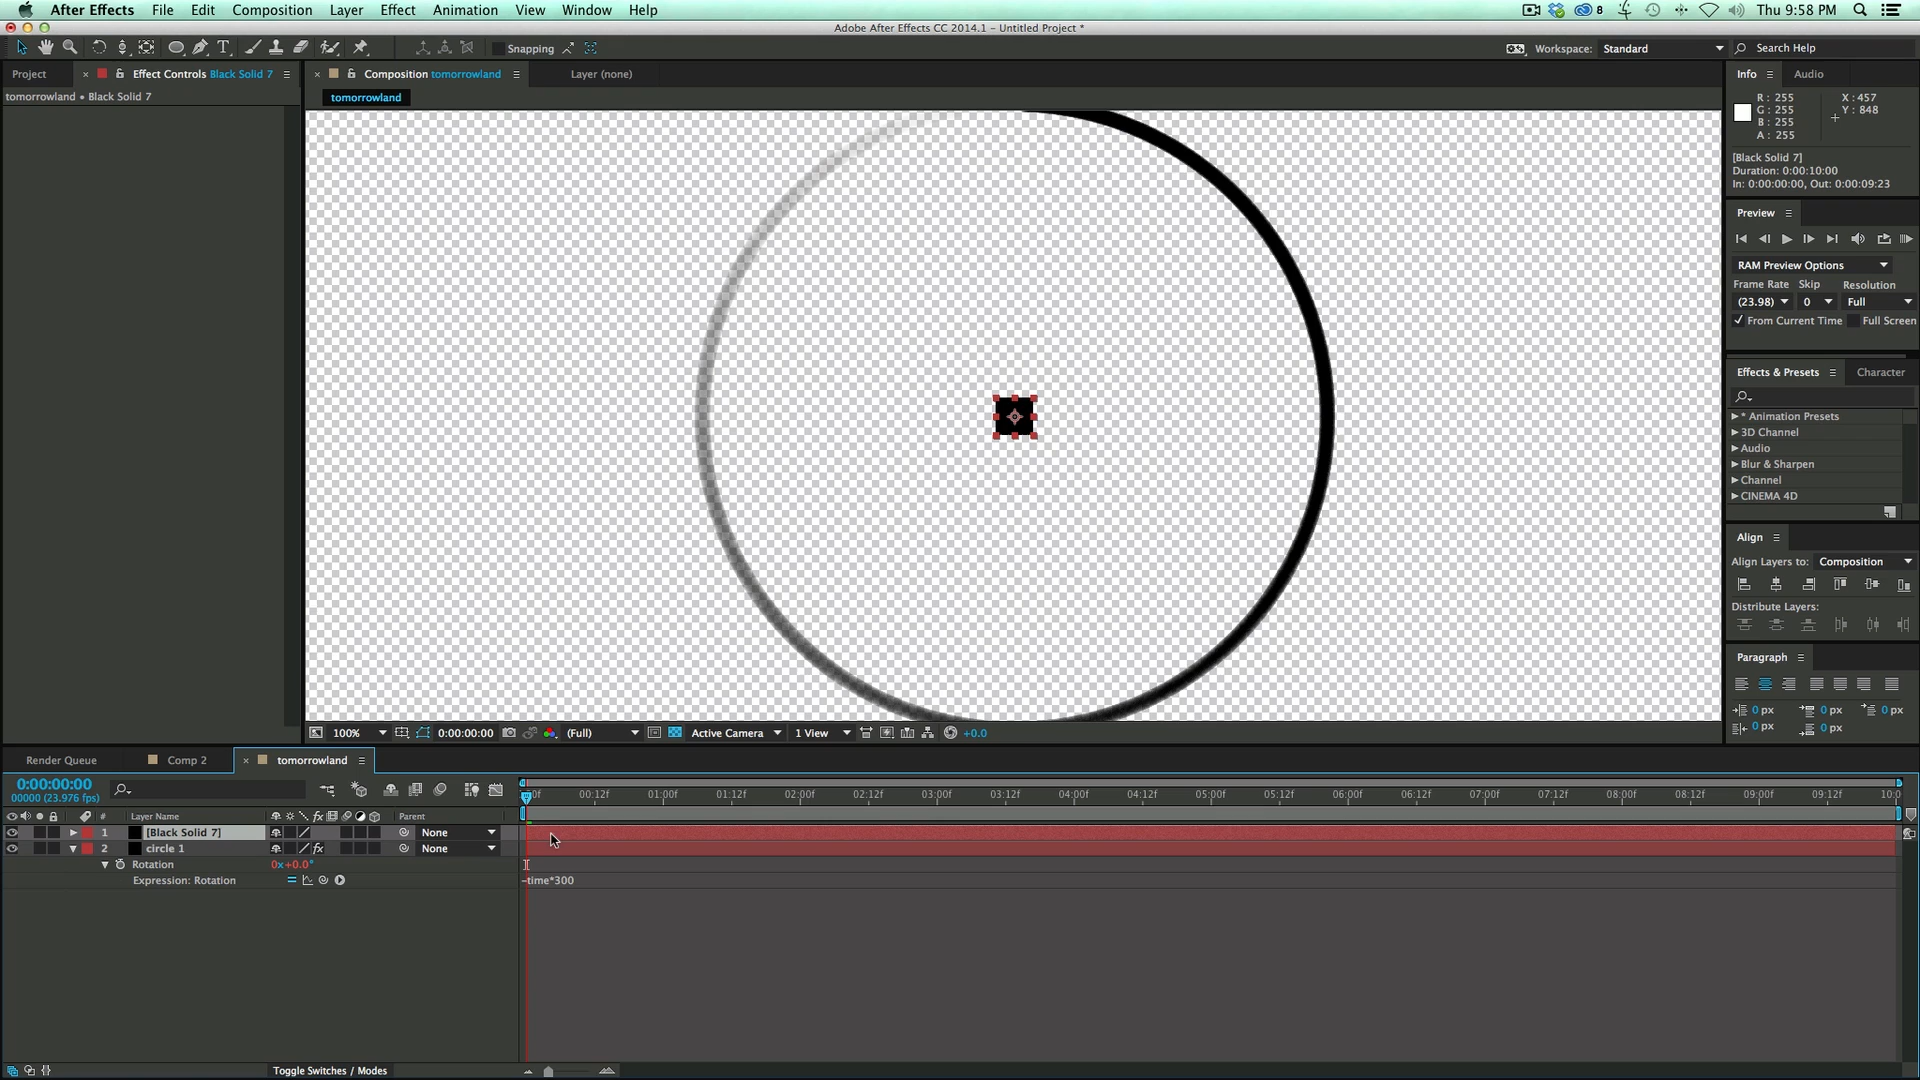 After Effects File Edit Composition Layer Effect Animation View Window Help 8 Thu 9:58 PM
Adobe After Effects CC 2014.1 - Untitled Project *
Snapping Workspace: Standard Search Help
Project Effect Controls Black Solid 7 Composition tomorrowland Layer (none) Info Audio
tomorrowland • Black Solid 7 tomorrowland
R : 255 X : 457
G : 255 Y : 848
B : 255
A : 255
[Black Solid 7]
Duration: 0:00:10:00
In: 0:00:00:00, Out: 0:00:09:23
Preview
RAM Preview Options
Frame Rate Skip Resolution
(23.98) 0 Full
From Current Time Full Screen
Effects & Presets Character
* Animation Presets
3D Channel
Audio
Blur & Sharpen
Channel
CINEMA 4D
Align
Align Layers to: Composition
Distribute Layers:
Paragraph
0 px 0 px 0 px
0 px 0 px
100% 0:00:00:00 (Full) Active Camera 1 View +0.0
Render Queue Comp 2 tomorrowland
0:00:00:00
00000 (23.976 fps)
00:12f 01:00f 01:12f 02:00f 02:12f 03:00f 03:12f 04:00f 04:12f 05:00f 05:12f 06:00f 06:12f 07:00f 07:12f 08:00f 08:12f 09:00f 09:12f
# Layer Name fx Parent
1 [Black Solid 7] None
2 circle 1 fx None
Rotation 0x+0.0°
Expression: Rotation -time*300
Toggle Switches / Modes